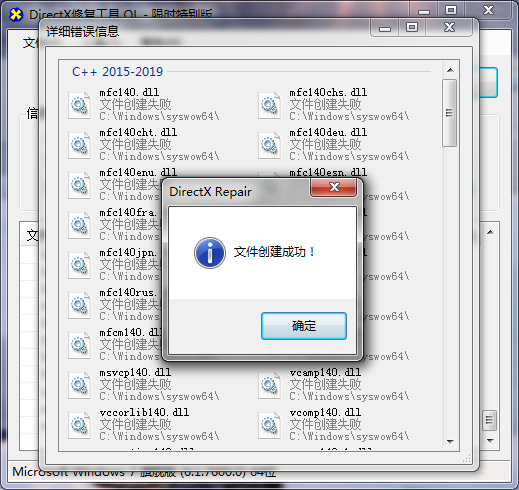 DirectX修复工具 OL - 限时特别版
详细错误信息
C++ 2015-2019
mfc140.dll
文件创建失败
C:\Windows\syswow64\
mfc140chs.dll
文件创建失败
C:\Windows\syswow64\
mfc140cht.dll
文件创建失败
C:\Windows\syswow64\
mfc140deu.dll
文件创建失败
C:\Windows\syswow64\
mfc140enu.dll
文件创建失败
C:\Windows\
mfc140esn.dll
mfc140fra.
文件创建失
C:\Windows\
mfc140jpn.
文件创建失
C:\Windows\
mfc140rus.
文件创建失
C:\Windows\
mfcm140.dl
文件创建失败
C:\Windows\syswow64\
C:\Windows\syswow64\
msvcp140.dll
文件创建失败
C:\Windows\syswow64\
vcamp140.dll
文件创建失败
C:\Windows\syswow64\
vccorlib140.dll
文件创建失败
C:\Windows\syswow64\
vcomp140.dll
文件创建失败
C:\Windows\syswow64\
DirectX Repair
文件创建成功！
确定
Microsoft Windows 7 旗舰版 (6.1.7600.0) 64位